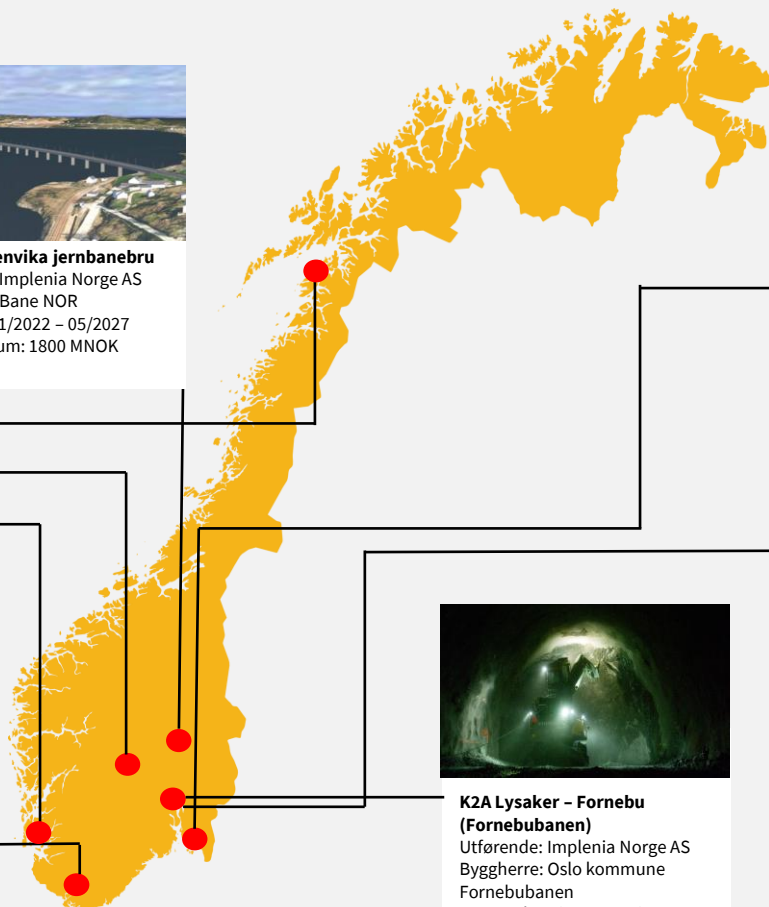 envika jernbanebru
Implenia Norge AS
Bane NOR
1/2022 – 05/2027
um: 1800 MNOK
K2A Lysaker – Fornebu
(Fornebubanen)
Utførende: Implenia Norge AS
Byggherre: Oslo kommune
Fornebubanen